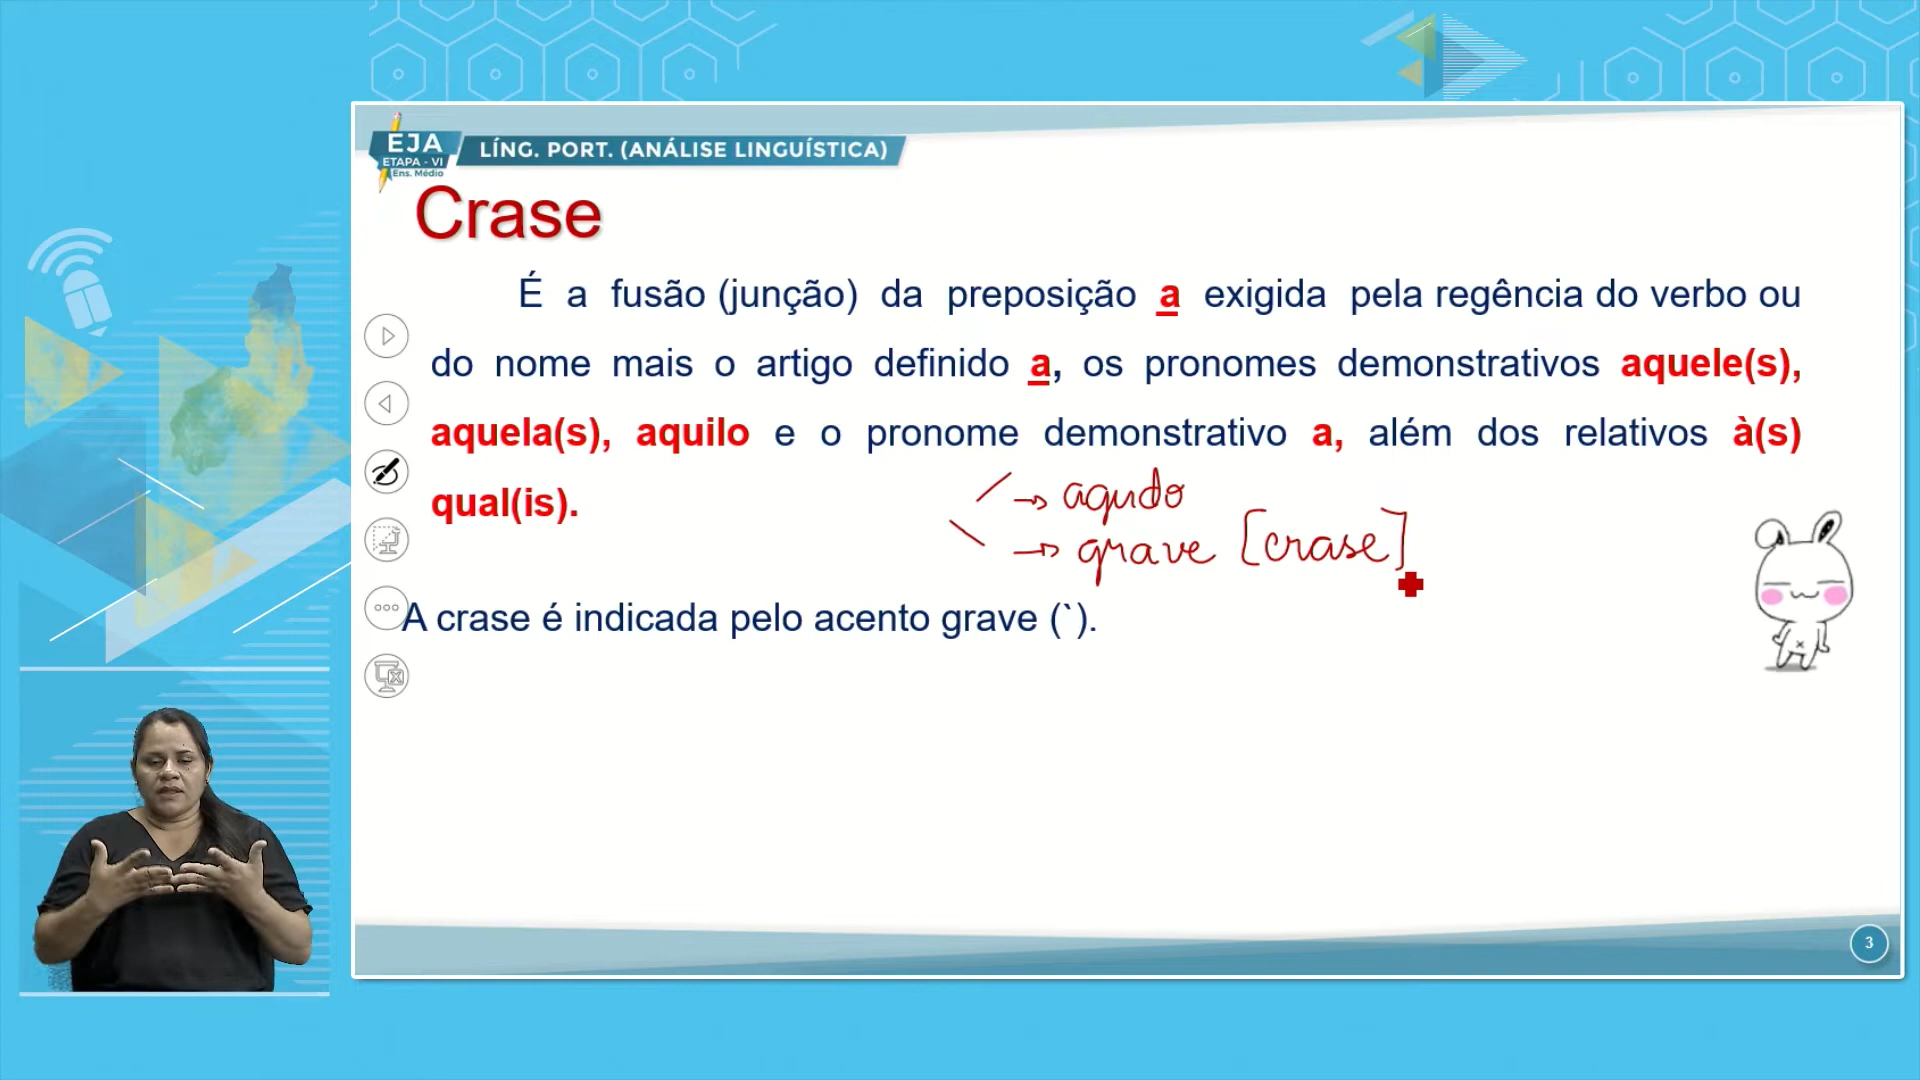 EJA
ETAPA - VI
Ens. Médio
LÍNG. PORT. (ANÁLISE LINGUÍSTICA)
Crase
É a fusão (junção) da preposição a exigida pela regência do verbo ou
do nome mais o artigo definido a, os pronomes demonstrativos aquele(s),
aquela(s), aquilo e o pronome demonstrativo a, além dos relativos à(s)
qual(is).
→ agudo
→ grave [crase]
A crase é indicada pelo acento grave (`).
3